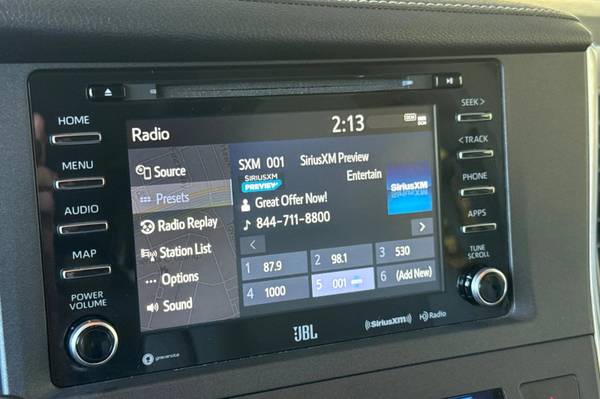 HOME
MENU
AUDIO
MAP
POWER
VOLUME
Radio
2:13
Source
Presets
Radio Replay
Station List
Options
Sound
SXM 001 SiriusXM Preview
SIRIUSXM
PREVIEW
Entertain
SiriusXM
Great Offer Now!
844-711-8800
1 87.9
2 98.1
3 530
4 1000
5 001
6 (Add New)
SEEK >
< TRACK
PHONE
APPS
TUNE
SCROLL
gracenote
JBL
SiriusXM
HD Radio